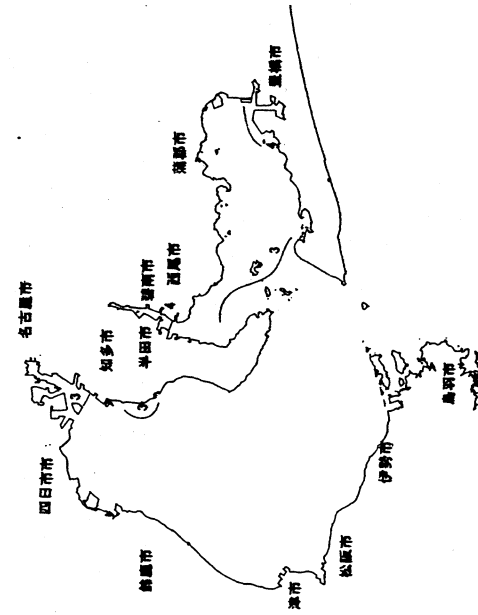 名古屋市
知多市
半田市
碧南市
西尾市
蒲郡市
豊橋市
四日市市
鈴鹿市
津市
松阪市
伊勢市
鳥羽市
3
3
4
3
4